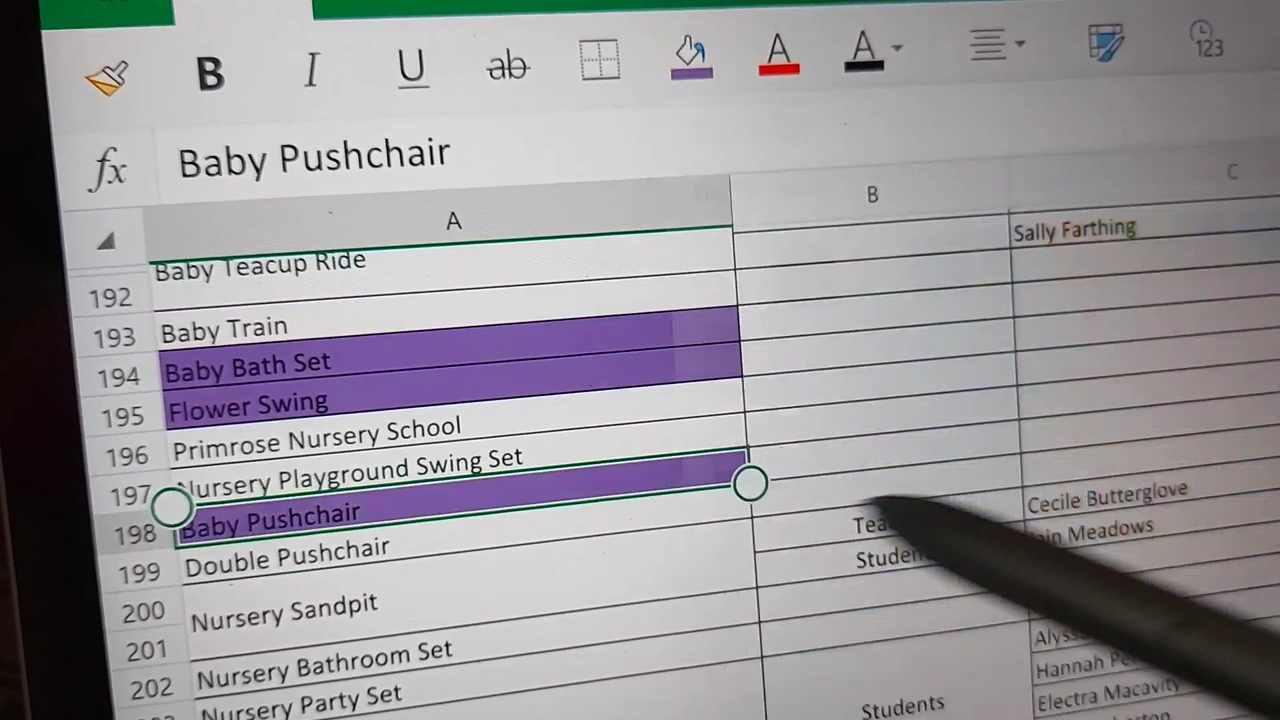 B I U ab A A 123
fx Baby Pushchair
A B C
Baby Teacup Ride Sally Farthing
192
193 Baby Train
194 Baby Bath Set
195 Flower Swing
196 Primrose Nursery School
197 Nursery Playground Swing Set
198 Baby Pushchair Cecile Butterglove
199 Double Pushchair Meadows
200 Nursery Sandpit
201
202 Nursery Bathroom Set
Nursery Party Set Students
Hannah
Electra Macavity